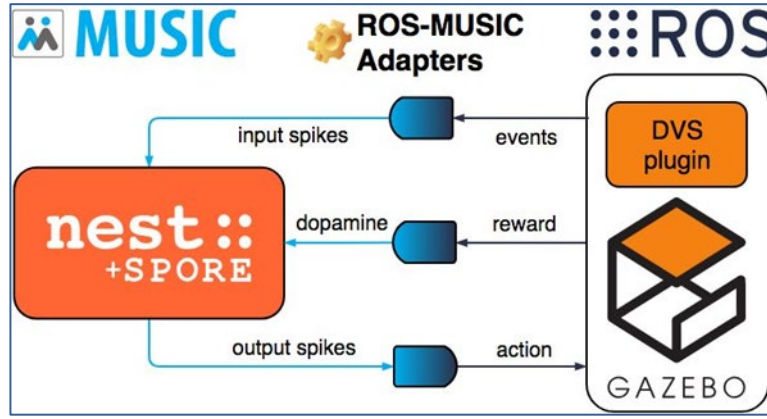 MUSIC
ROS-MUSIC
Adapters
ROS
input spikes
events
DVS
plugin
nest::
+SPORE
dopamine
reward
output spikes
action
GAZEBO